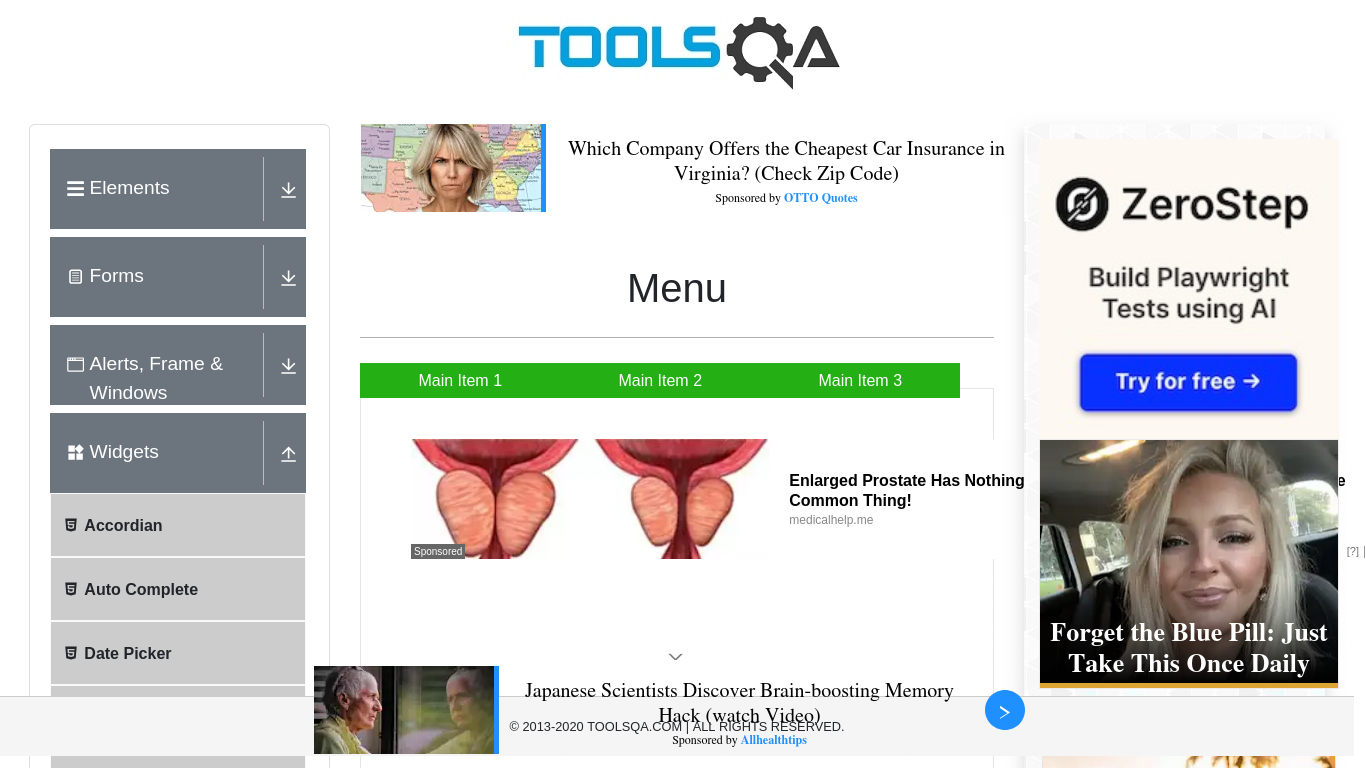 TOOLSQA
Elements
Forms
Alerts, Frame &
Windows
Widgets
Accordian
Auto Complete
Date Picker
Which Company Offers the Cheapest Car Insurance in
Virginia? (Check Zip Code)
Sponsored by OTTO Quotes
Menu
Main Item 1
Main Item 2
Main Item 3
Enlarged Prostate Has Nothing
Common Thing!
medicalhelp.me
Sponsored
ZeroStep
Build Playwright
Tests using AI
Try for free →
Forget the Blue Pill: Just
Take This Once Daily
[?]
Japanese Scientists Discover Brain-boosting Memory
Hack (watch Video)
Sponsored by Allhealthtips
© 2013-2020 TOOLSQA.COM | ALL RIGHTS RESERVED.